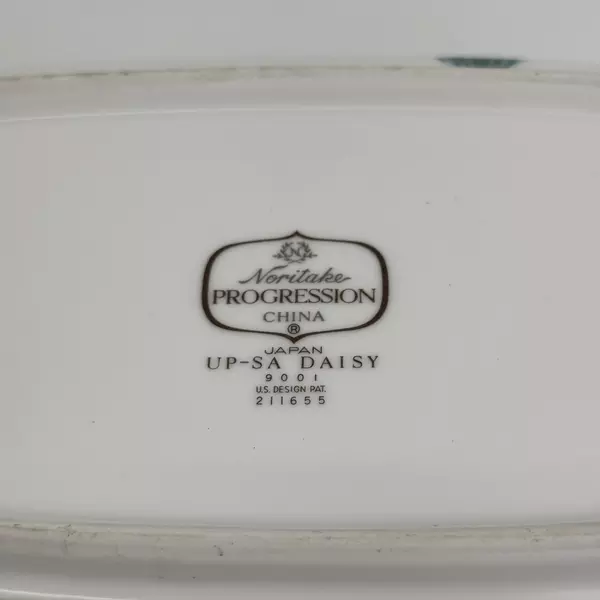 N
Noritake
PROGRESSION
CHINA
®
JAPAN
UP-SA DAISY
9001
U.S. DESIGN PAT.
211655